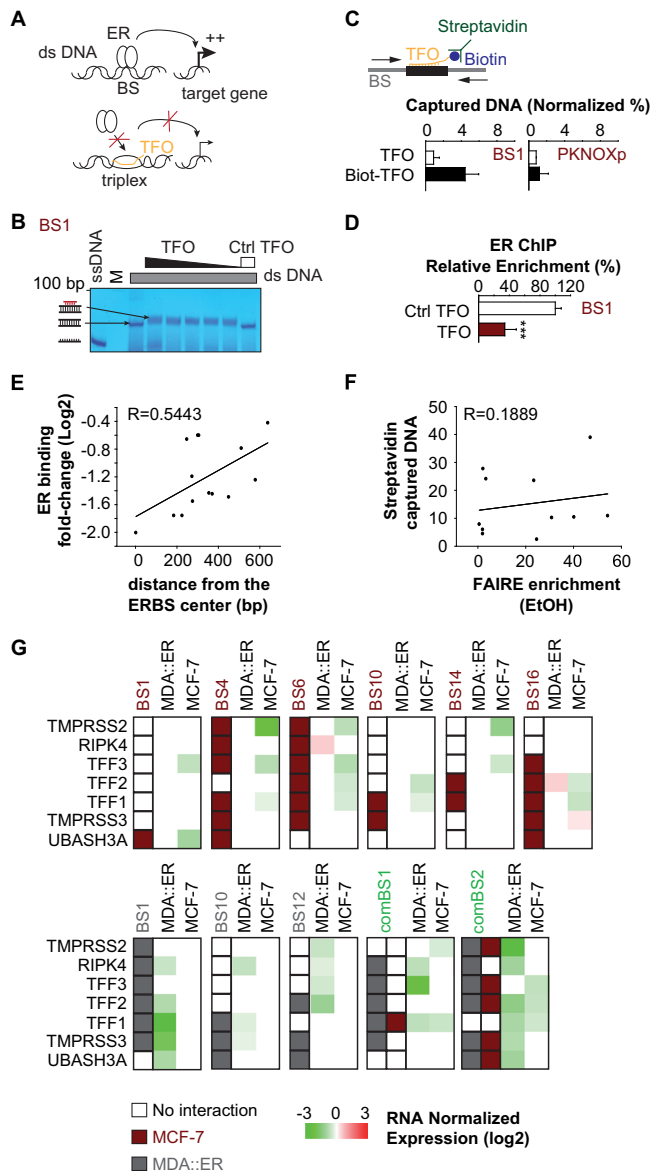 A
ds DNA
ER
++
BS
target gene
TFO
triplex
B
BS1
ssDNA
M
TFO
Ctrl TFO
ds DNA
100 bp
C
Streptavidin
TFO
Biotin
BS
Captured DNA (Normalized %)
0 4 8 0 4 8
TFO
BS1
PKNOXp
Biot-TFO
D
ER ChIP
Relative Enrichment (%)
0 40 80 120
Ctrl TFO
BS1
TFO
***
E
R=0.5443
-0.4
-0.8
-1.2
-1.6
-2.0
0 200 400 600
ER binding
fold-change (Log2)
distance from the
ERBS center (bp)
F
R=0.1889
50
40
30
20
10
0
0 20 40 60
Streptavidin
captured DNA
FAIRE enrichment
(EtOH)
G
BS1 MDA::ER MCF-7
BS4 MDA::ER MCF-7
BS6 MDA::ER MCF-7
BS10 MDA::ER MCF-7
BS14 MDA::ER MCF-7
BS16 MDA::ER MCF-7
TMPRSS2
RIPK4
TFF3
TFF2
TFF1
TMPRSS3
UBASH3A
BS1 MDA::ER MCF-7
BS10 MDA::ER MCF-7
BS12 MDA::ER MCF-7
comBS1 MDA::ER MCF-7
comBS2 MDA::ER MCF-7
TMPRSS2
RIPK4
TFF3
TFF2
TFF1
TMPRSS3
UBASH3A
No interaction
MCF-7
MDA::ER
-3 0 3
RNA Normalized
Expression (log2)